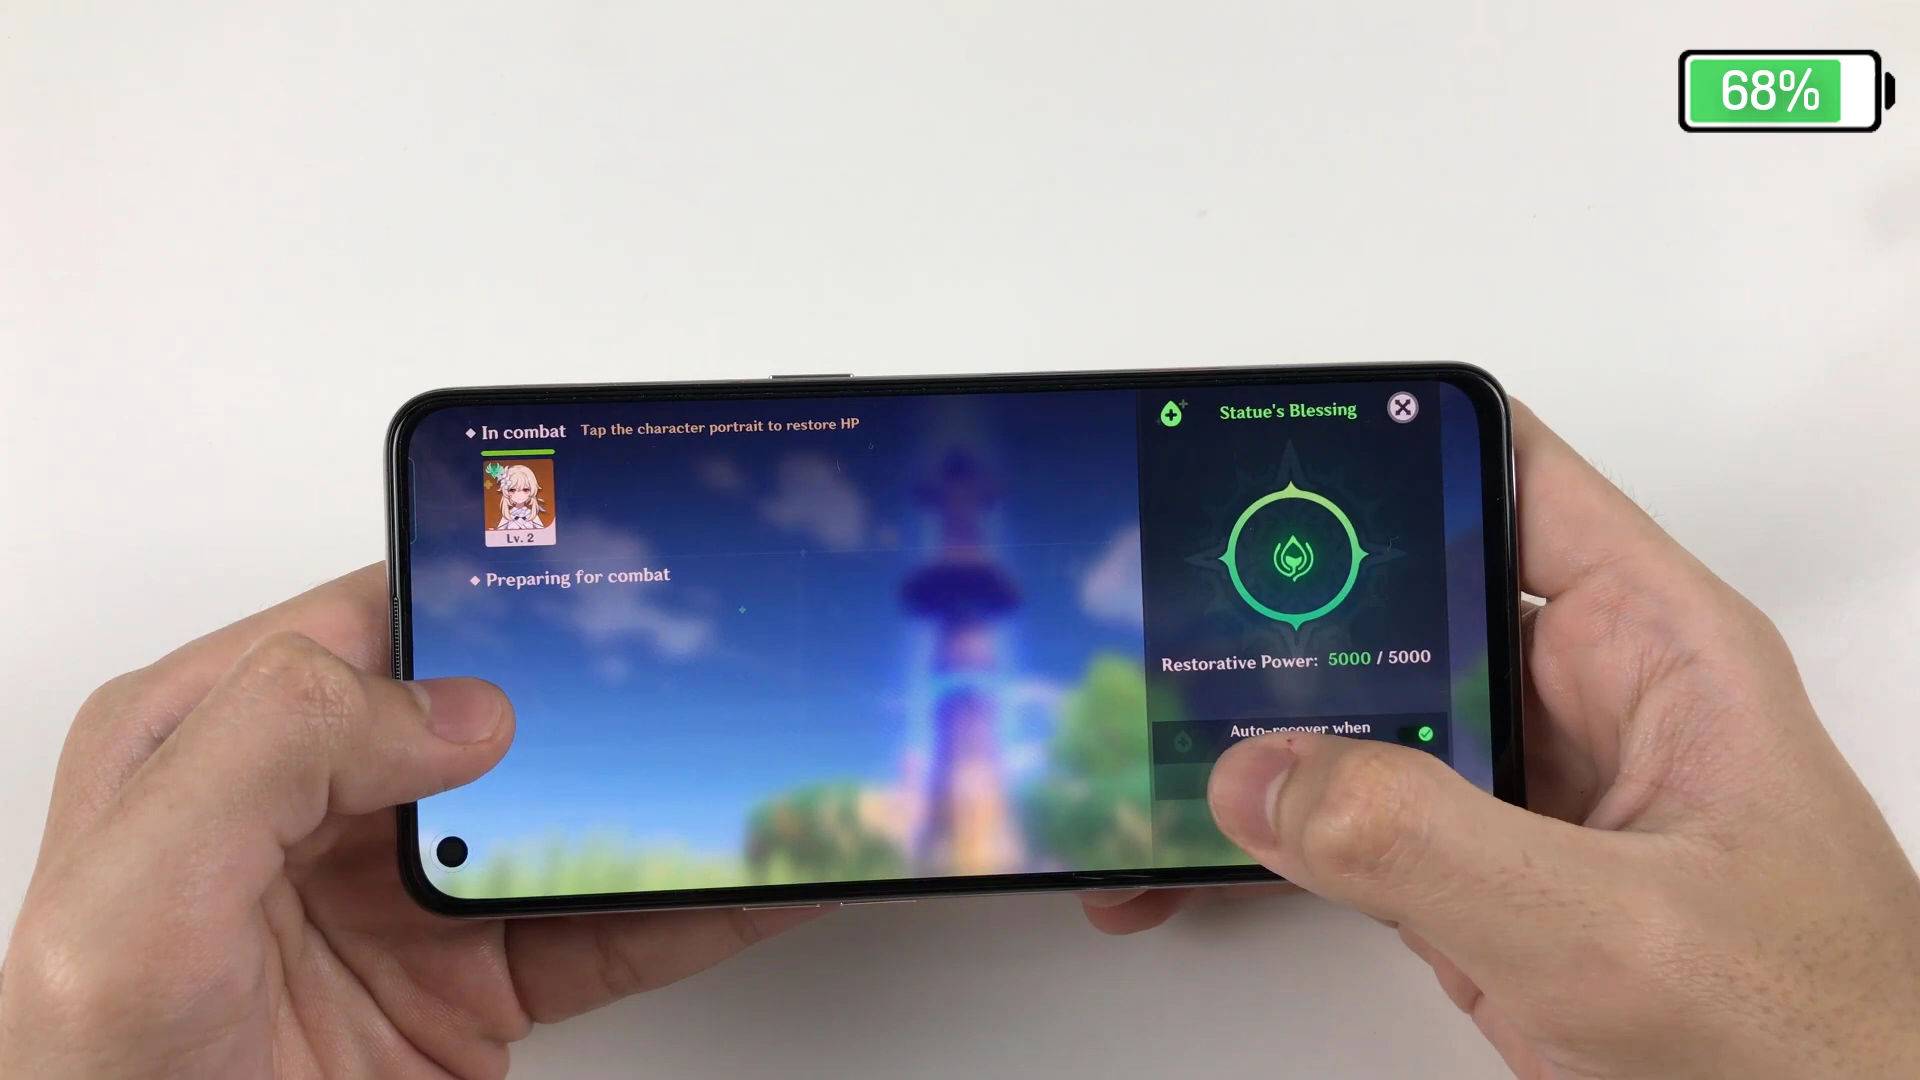 68%
In combat Tap the character portrait to restore HP
Lv. 2
Preparing for combat
Statue's Blessing
Restorative Power: 5000 / 5000
Auto-recover when